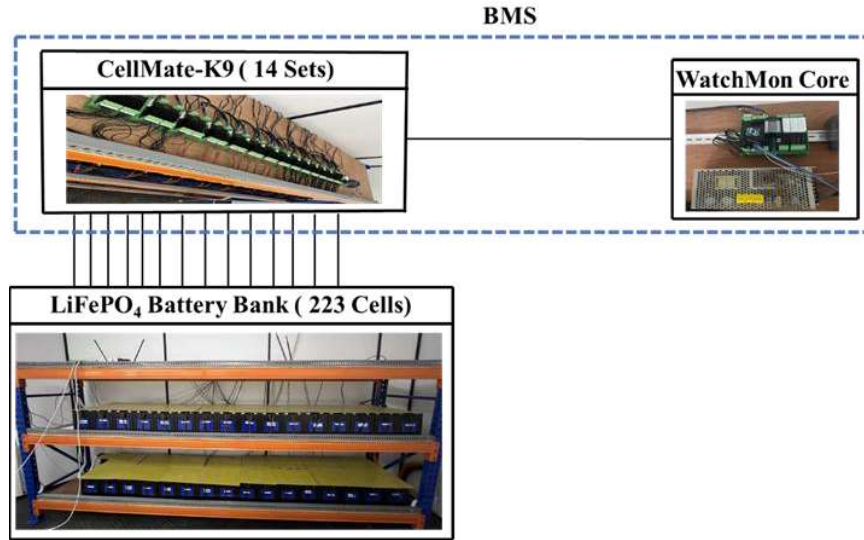 BMS
CellMate-K9 ( 14 Sets)
WatchMon Core
LiFePO₄ Battery Bank ( 223 Cells)